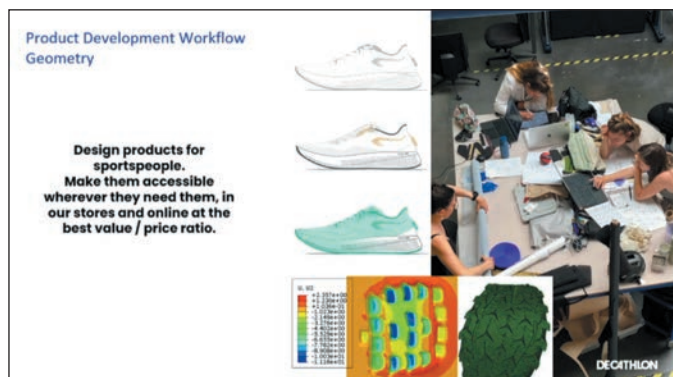 Product Development Workflow
Geometry
Design products for
sportspeople.
Make them accessible
wherever they need them, in
our stores and online at the
best value / price ratio.
U, U2
DECATHLON